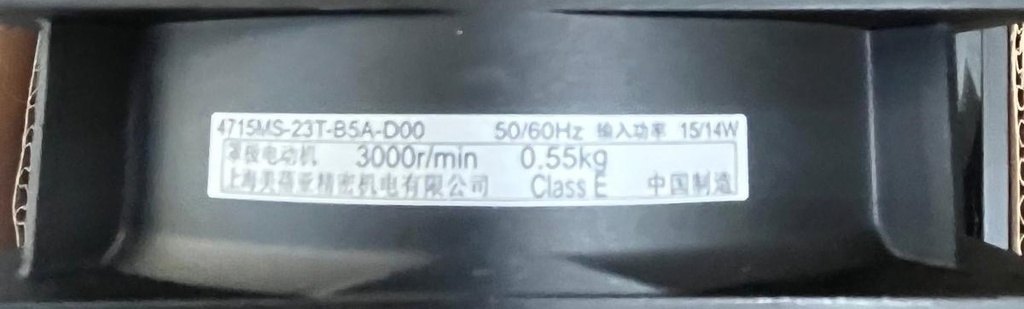 4715MS-23T-B5A-D00 50/60Hz 输入功率 15/14W
罩极电动机 3000r/min 0.55kg
上海美蓓亚精密机电有限公司 Class E 中国制造